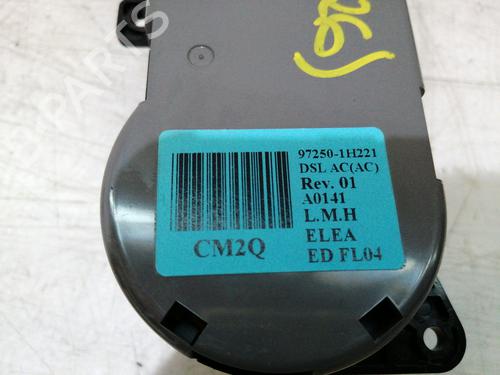 97250-1H221
DSL AC(AC)
Rev. 01
A0141
L.M.H
CM2Q
ELEA
ED FL04